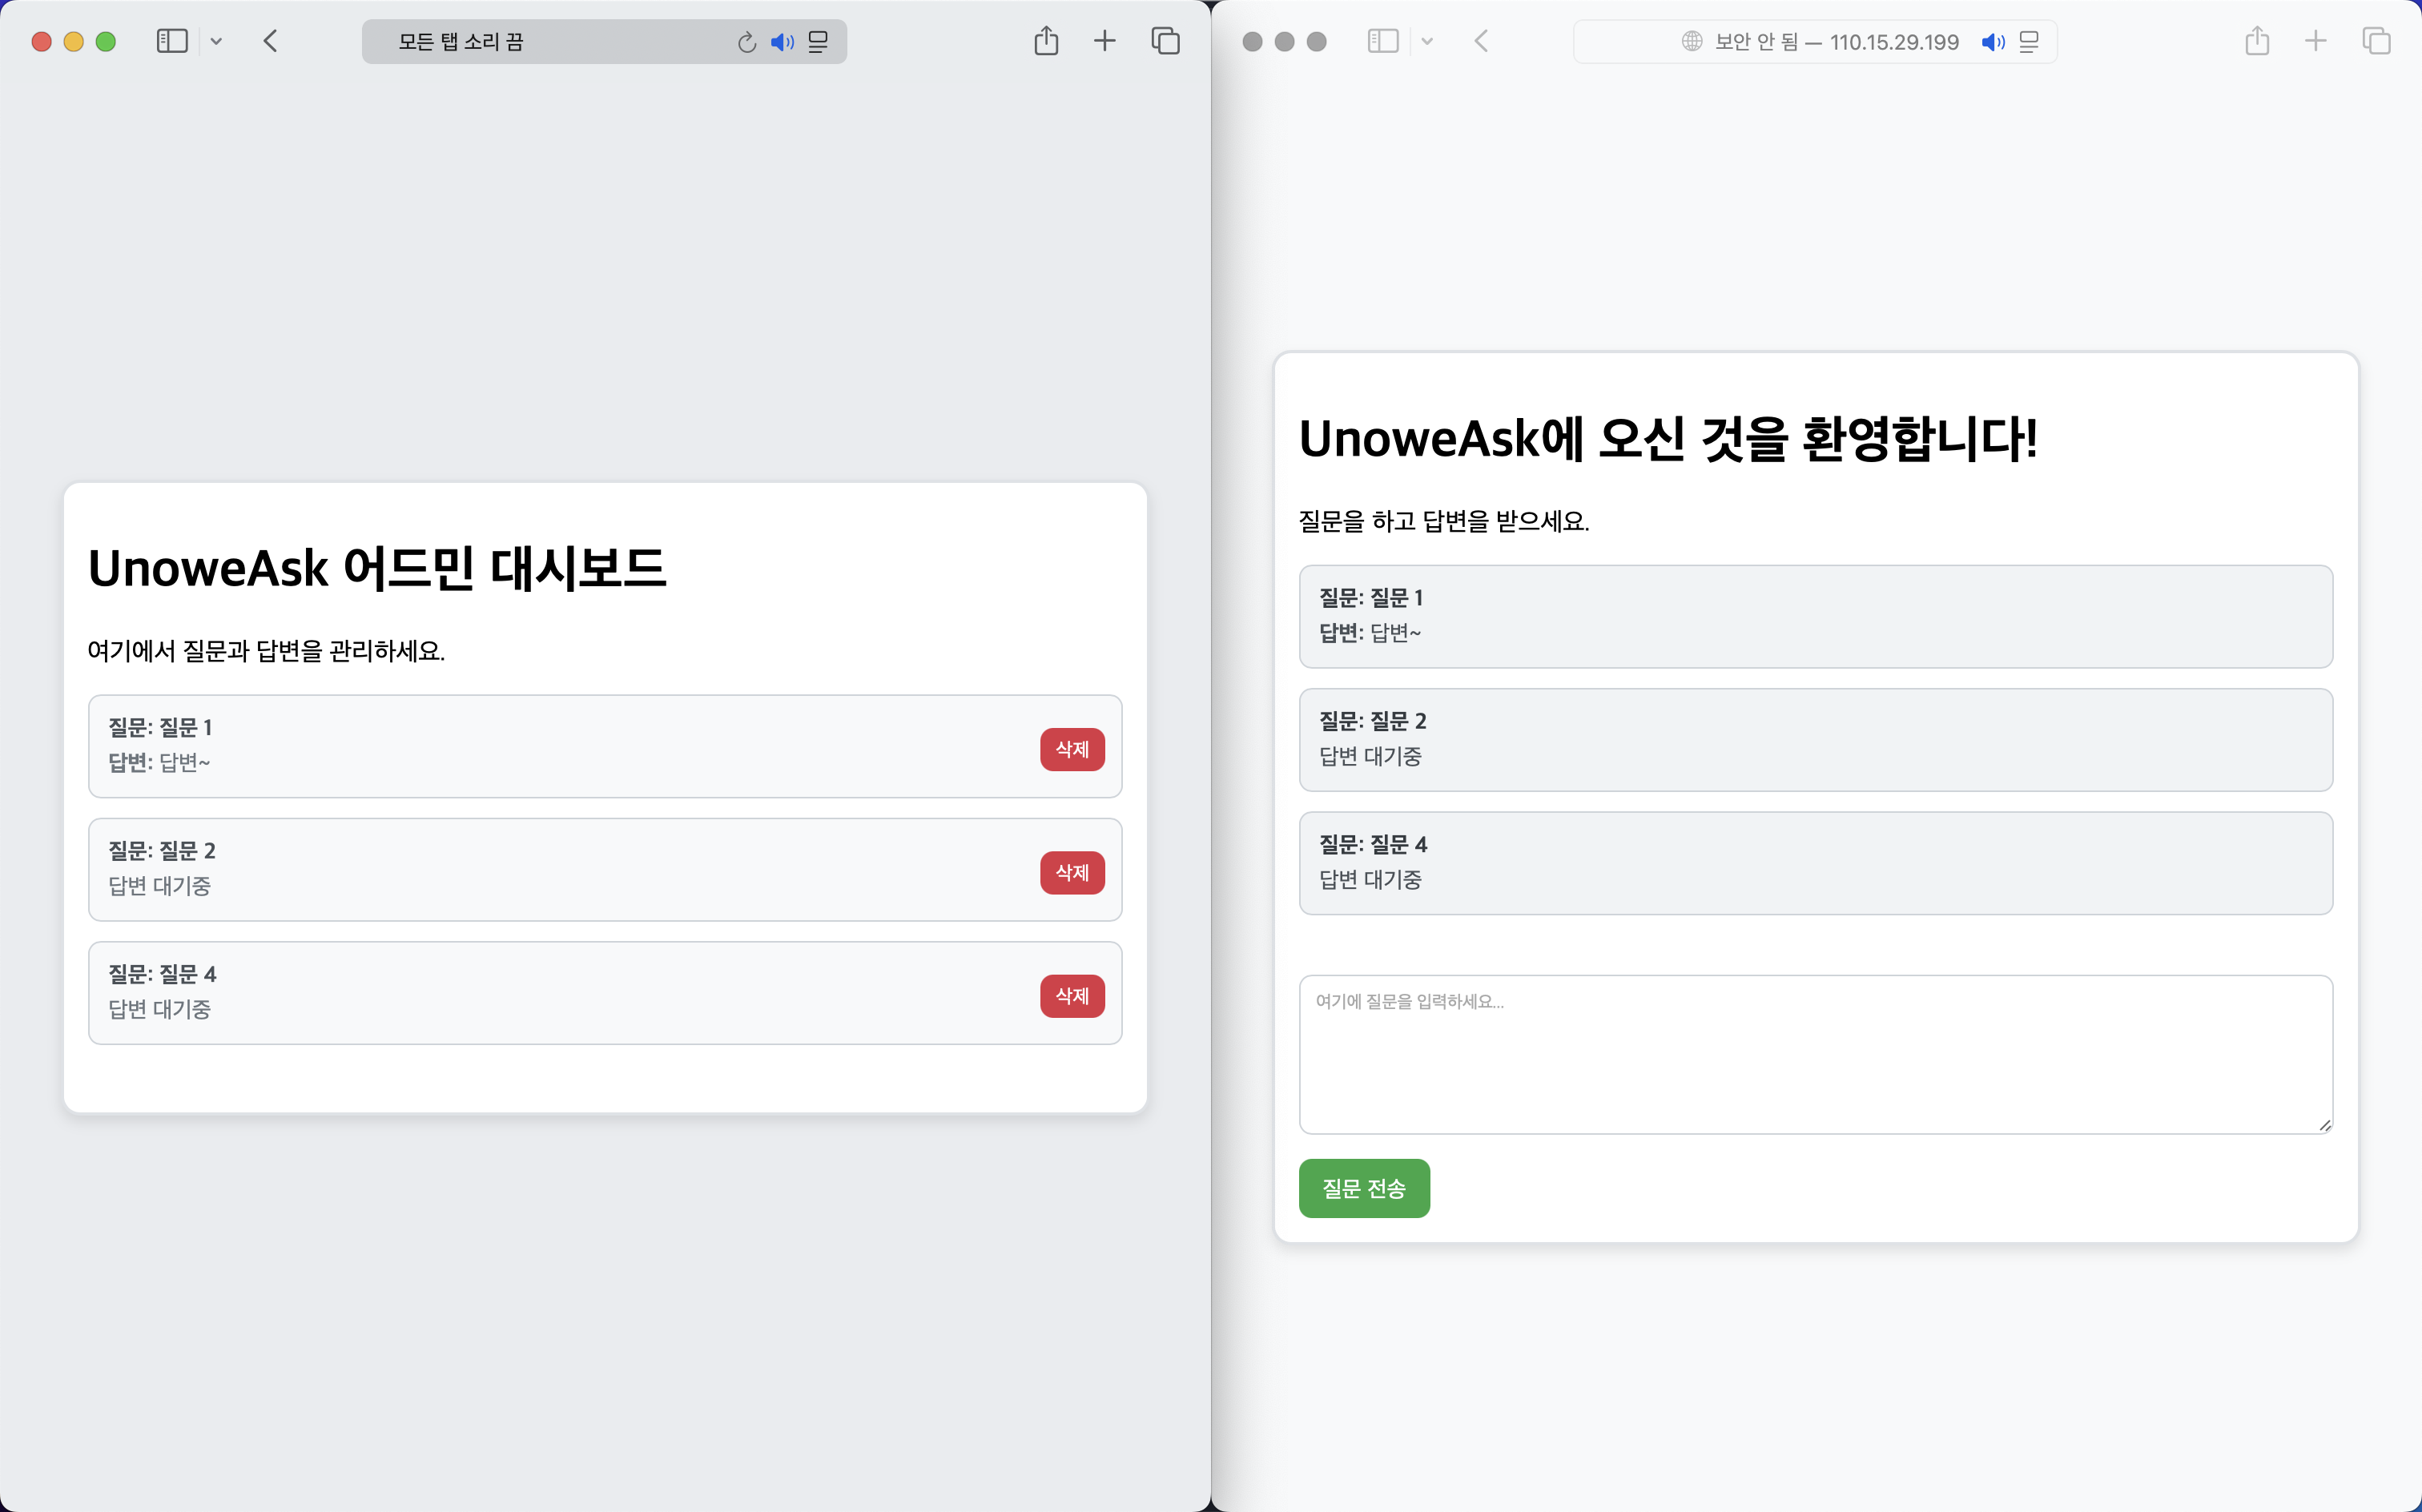 모든 탭 소리 끔
UnoweAsk 어드민 대시보드
여기에서 질문과 답변을 관리하세요.
질문: 질문 1
답변: 답변~
삭제
질문: 질문 2
답변 대기중
삭제
질문: 질문 4
답변 대기중
삭제
보안 안 됨 — 110.15.29.199
UnoweAsk에 오신 것을 환영합니다!
질문을 하고 답변을 받으세요.
질문: 질문 1
답변: 답변~
질문: 질문 2
답변 대기중
질문: 질문 4
답변 대기중
여기에 질문을 입력하세요...
질문 전송